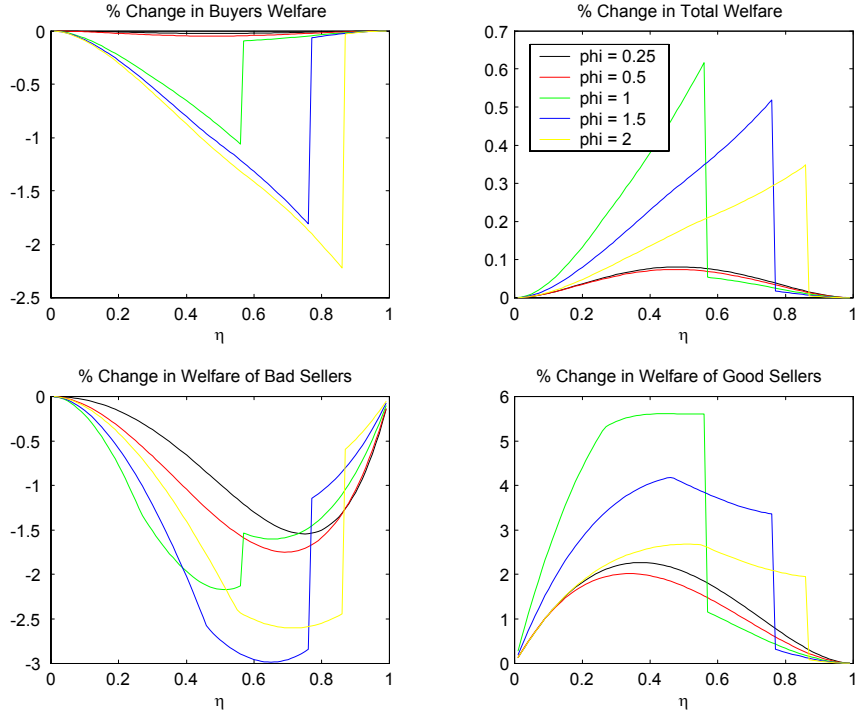 % Change in Buyers Welfare
0
-0.5
-1
-1.5
-2
-2.5
0 0.2 0.4 0.6 0.8 1
η
% Change in Total Welfare
0.7
0.6
0.5
0.4
0.3
0.2
0.1
0
0 0.2 0.4 0.6 0.8 1
η
phi = 0.25
phi = 0.5
phi = 1
phi = 1.5
phi = 2
% Change in Welfare of Bad Sellers
0
-0.5
-1
-1.5
-2
-2.5
-3
0 0.2 0.4 0.6 0.8 1
η
% Change in Welfare of Good Sellers
6
5
4
3
2
1
0
0 0.2 0.4 0.6 0.8 1
η